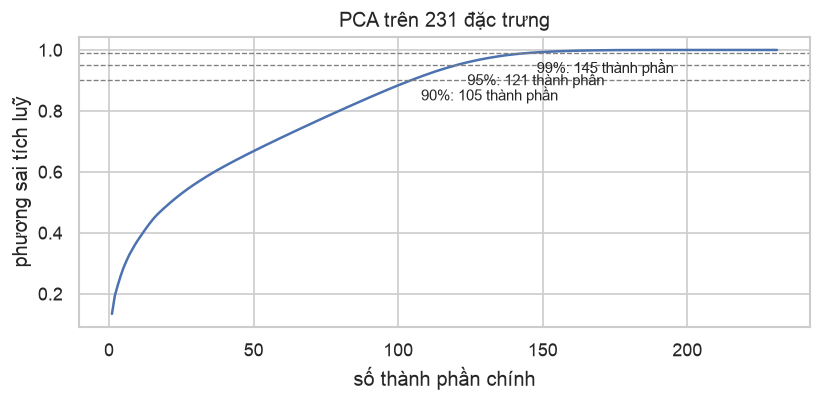 PCA trên 231 đặc trưng
phương sai tích luỹ
1.0
0.8
0.6
0.4
0.2
99%: 145 thành phần
95%: 121 thành phần
90%: 105 thành phần
0 50 100 150 200
số thành phần chính